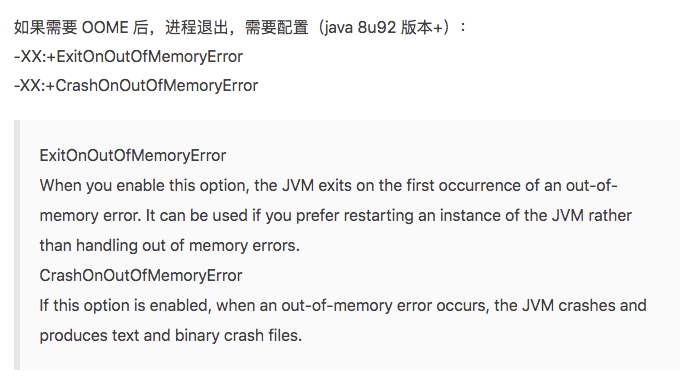 如果需要 OOME 后，进程退出，需要配置（java 8u92 版本+）：
-XX:+ExitOnOutOfMemoryError
-XX:+CrashOnOutOfMemoryError
ExitOnOutOfMemoryError
When you enable this option, the JVM exits on the first occurrence of an out-of-
memory error. It can be used if you prefer restarting an instance of the JVM rather
than handling out of memory errors.
CrashOnOutOfMemoryError
If this option is enabled, when an out-of-memory error occurs, the JVM crashes and
produces text and binary crash files.